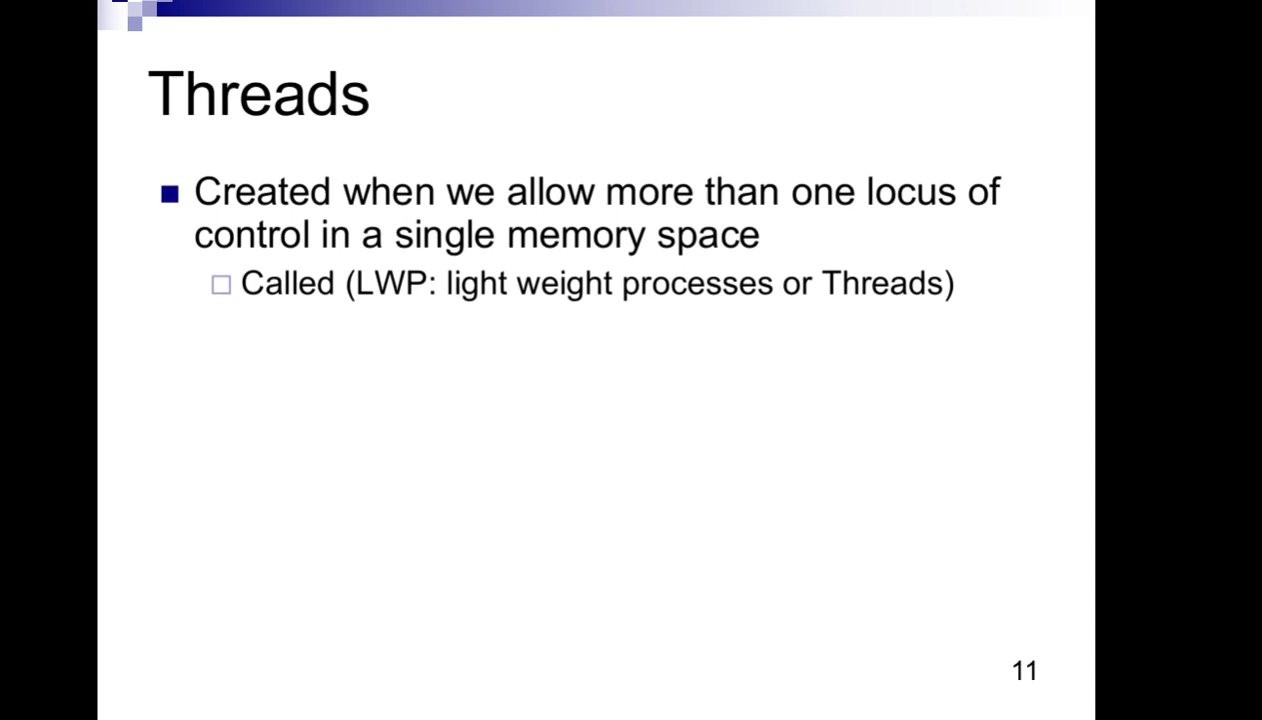 Threads
Created when we allow more than one locus of
control in a single memory space
Called (LWP: light weight processes or Threads)
11